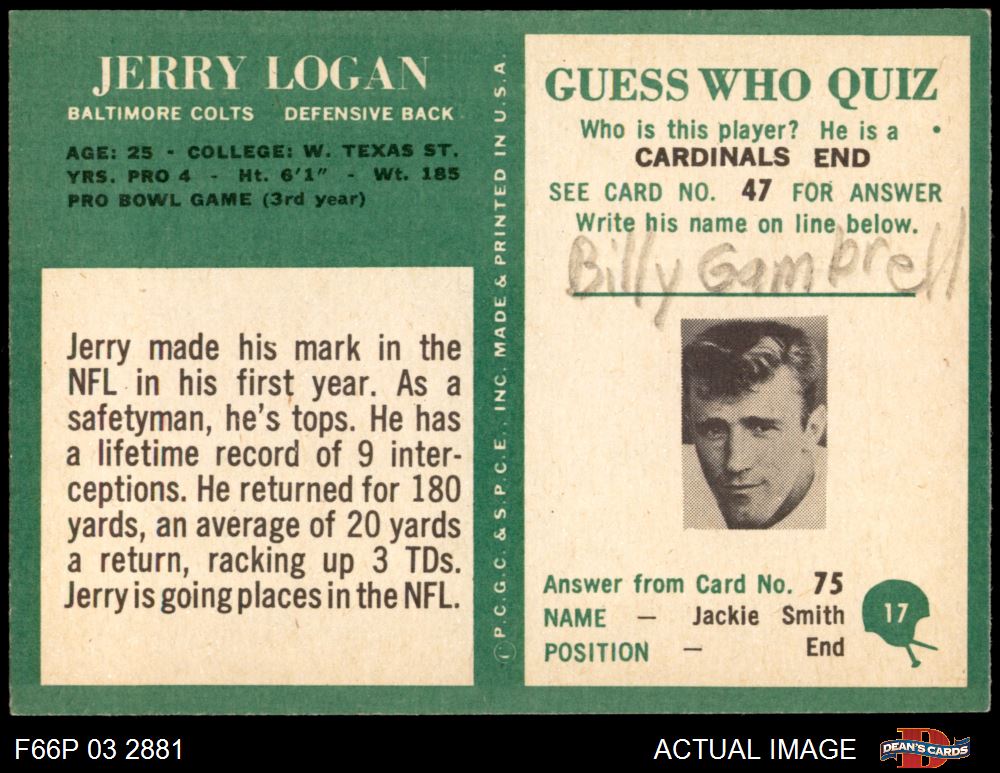 JERRY LOGAN
BALTIMORE COLTS DEFENSIVE BACK
AGE: 25 - COLLEGE: W. TEXAS ST.
YRS. PRO 4 - Ht. 6'1" - Wt. 185
PRO BOWL GAME (3rd year)
Jerry made his mark in the
NFL in his first year. As a
safetyman, he's tops. He has
a lifetime record of 9 inter-
ceptions. He returned for 180
yards, an average of 20 yards
a return, racking up 3 TDs.
Jerry is going places in the NFL.
© P.C.G.C. & S.P.C.E., INC. MADE & PRINTED IN U.S.A.
GUESS WHO QUIZ
Who is this player? He is a
CARDINALS END
SEE CARD NO. 47 FOR ANSWER
Write his name on line below.
Billy Gambrell
Answer from Card No. 75
NAME — Jackie Smith
POSITION — End
17
F66P 03 2881
ACTUAL IMAGE
D
DEAN'S CARDS